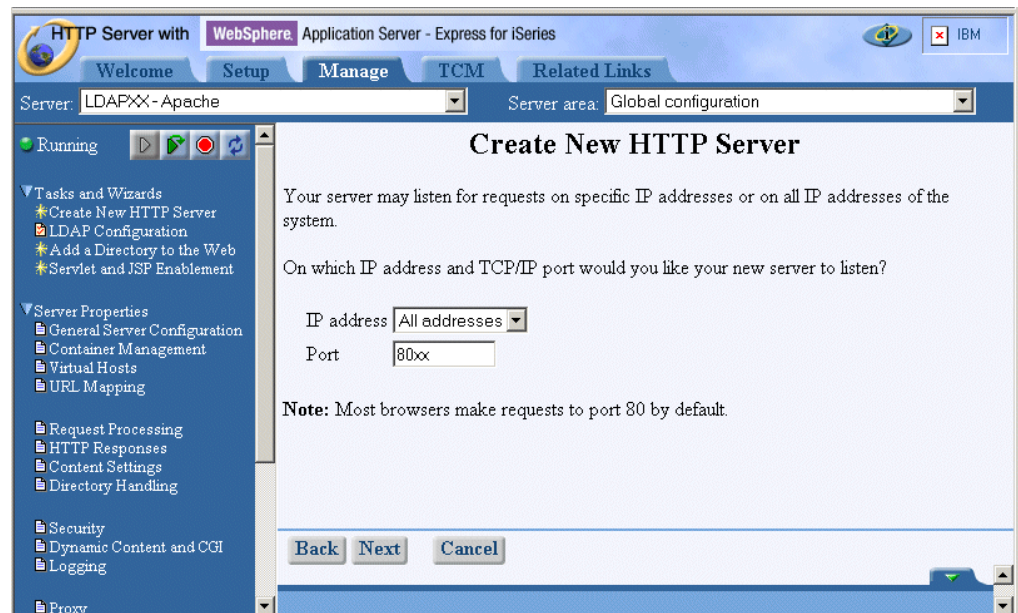 HTTP Server with WebSphere. Application Server - Express for iSeries
IBM
Welcome Setup Manage TCM Related Links
Server: LDAPXX - Apache Server area: Global configuration
Running
Tasks and Wizards
Create New HTTP Server
LDAP Configuration
Add a Directory to the Web
Servlet and JSP Enablement
Server Properties
General Server Configuration
Container Management
Virtual Hosts
URL Mapping
Request Processing
HTTP Responses
Content Settings
Directory Handling
Security
Dynamic Content and CGI
Logging
Proxy
Create New HTTP Server
Your server may listen for requests on specific IP addresses or on all IP addresses of the
system.
On which IP address and TCP/IP port would you like your new server to listen?
IP address All addresses
Port 80xx
Note: Most browsers make requests to port 80 by default.
Back Next Cancel